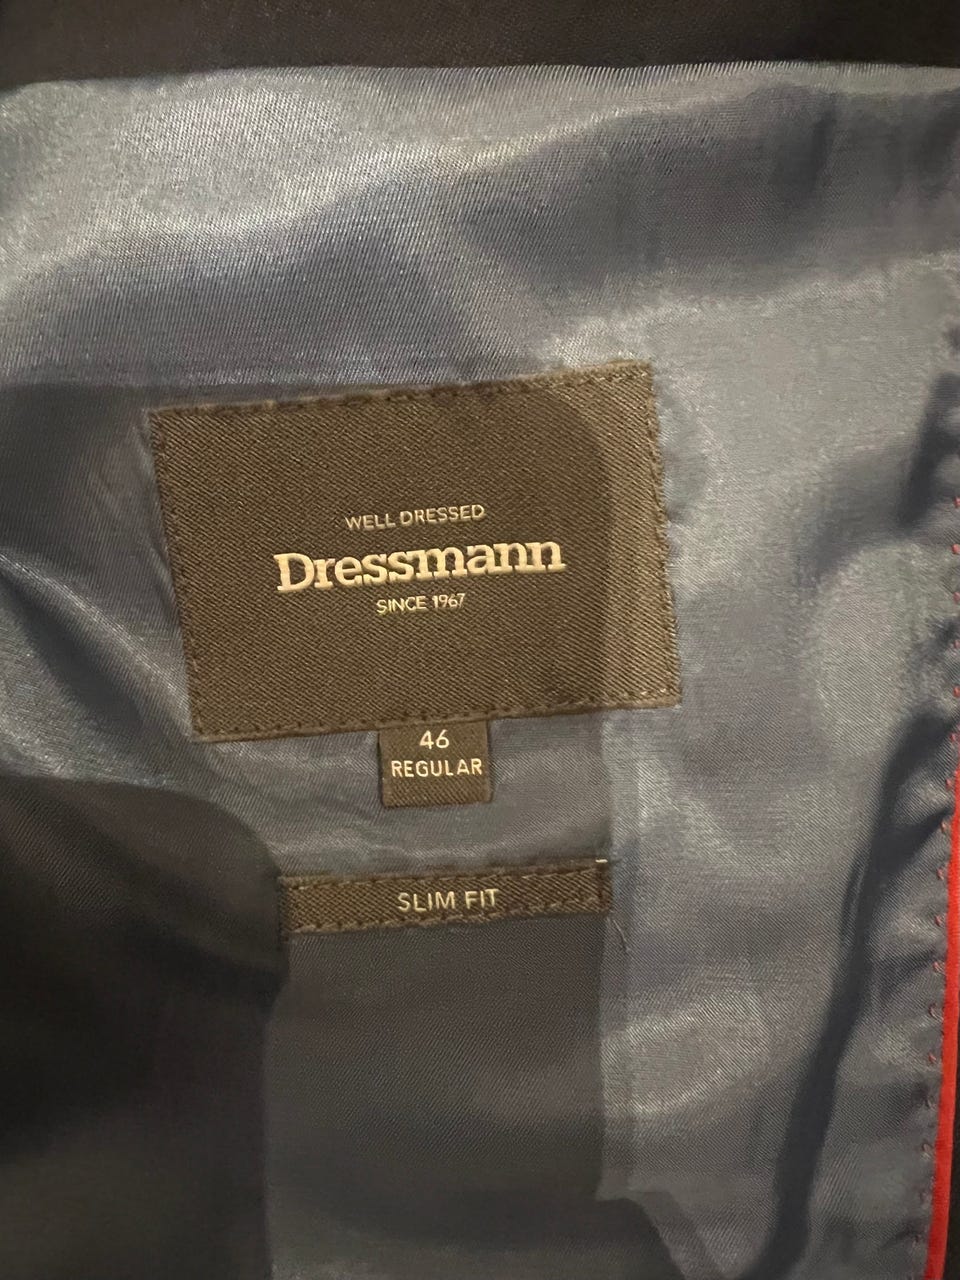 WELL DRESSED
Dressmann
SINCE 1967
46
REGULAR
SLIM FIT